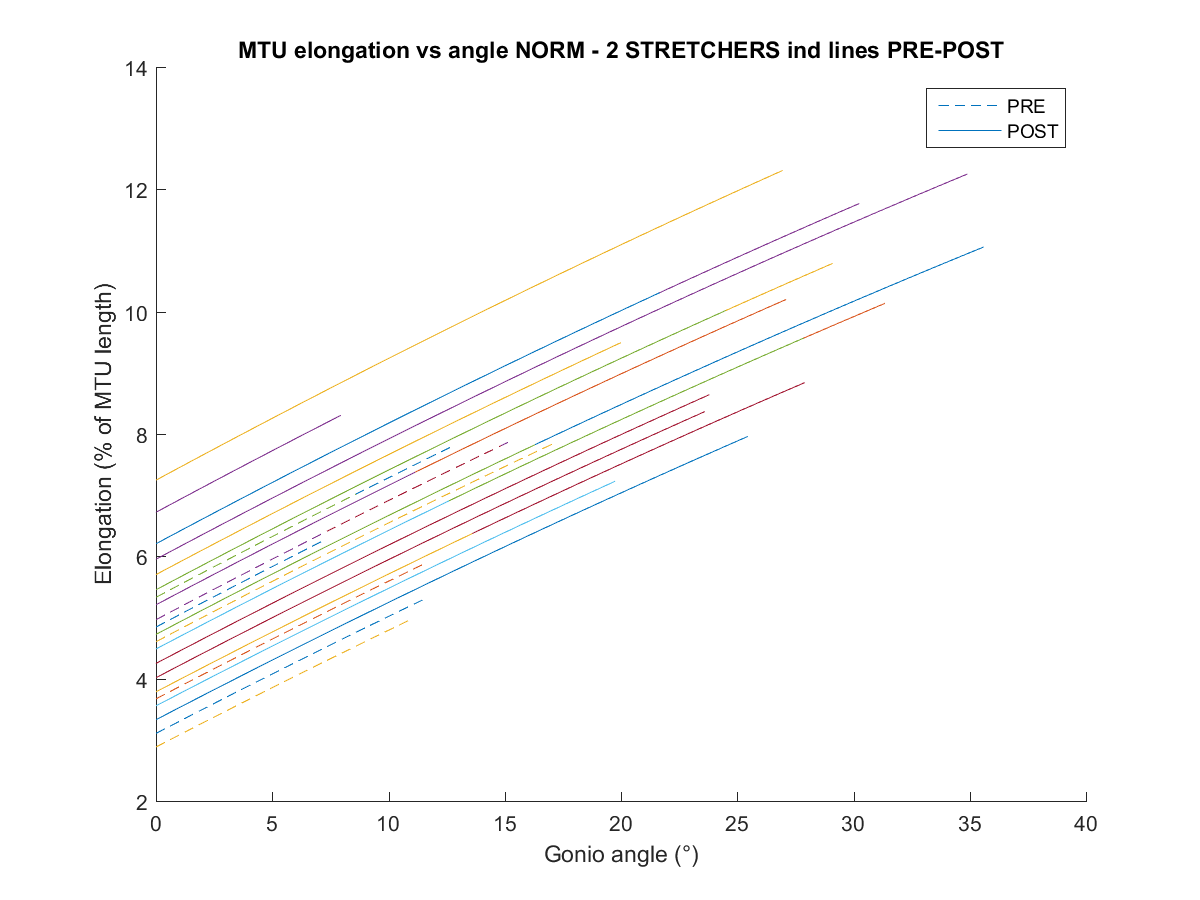 MTU elongation vs angle NORM - 2 STRETCHERS ind lines PRE-POST
PRE
POST
14
12
10
8
6
4
2
Elongation (% of MTU length)
0 5 10 15 20 25 30 35 40
Gonio angle (°)